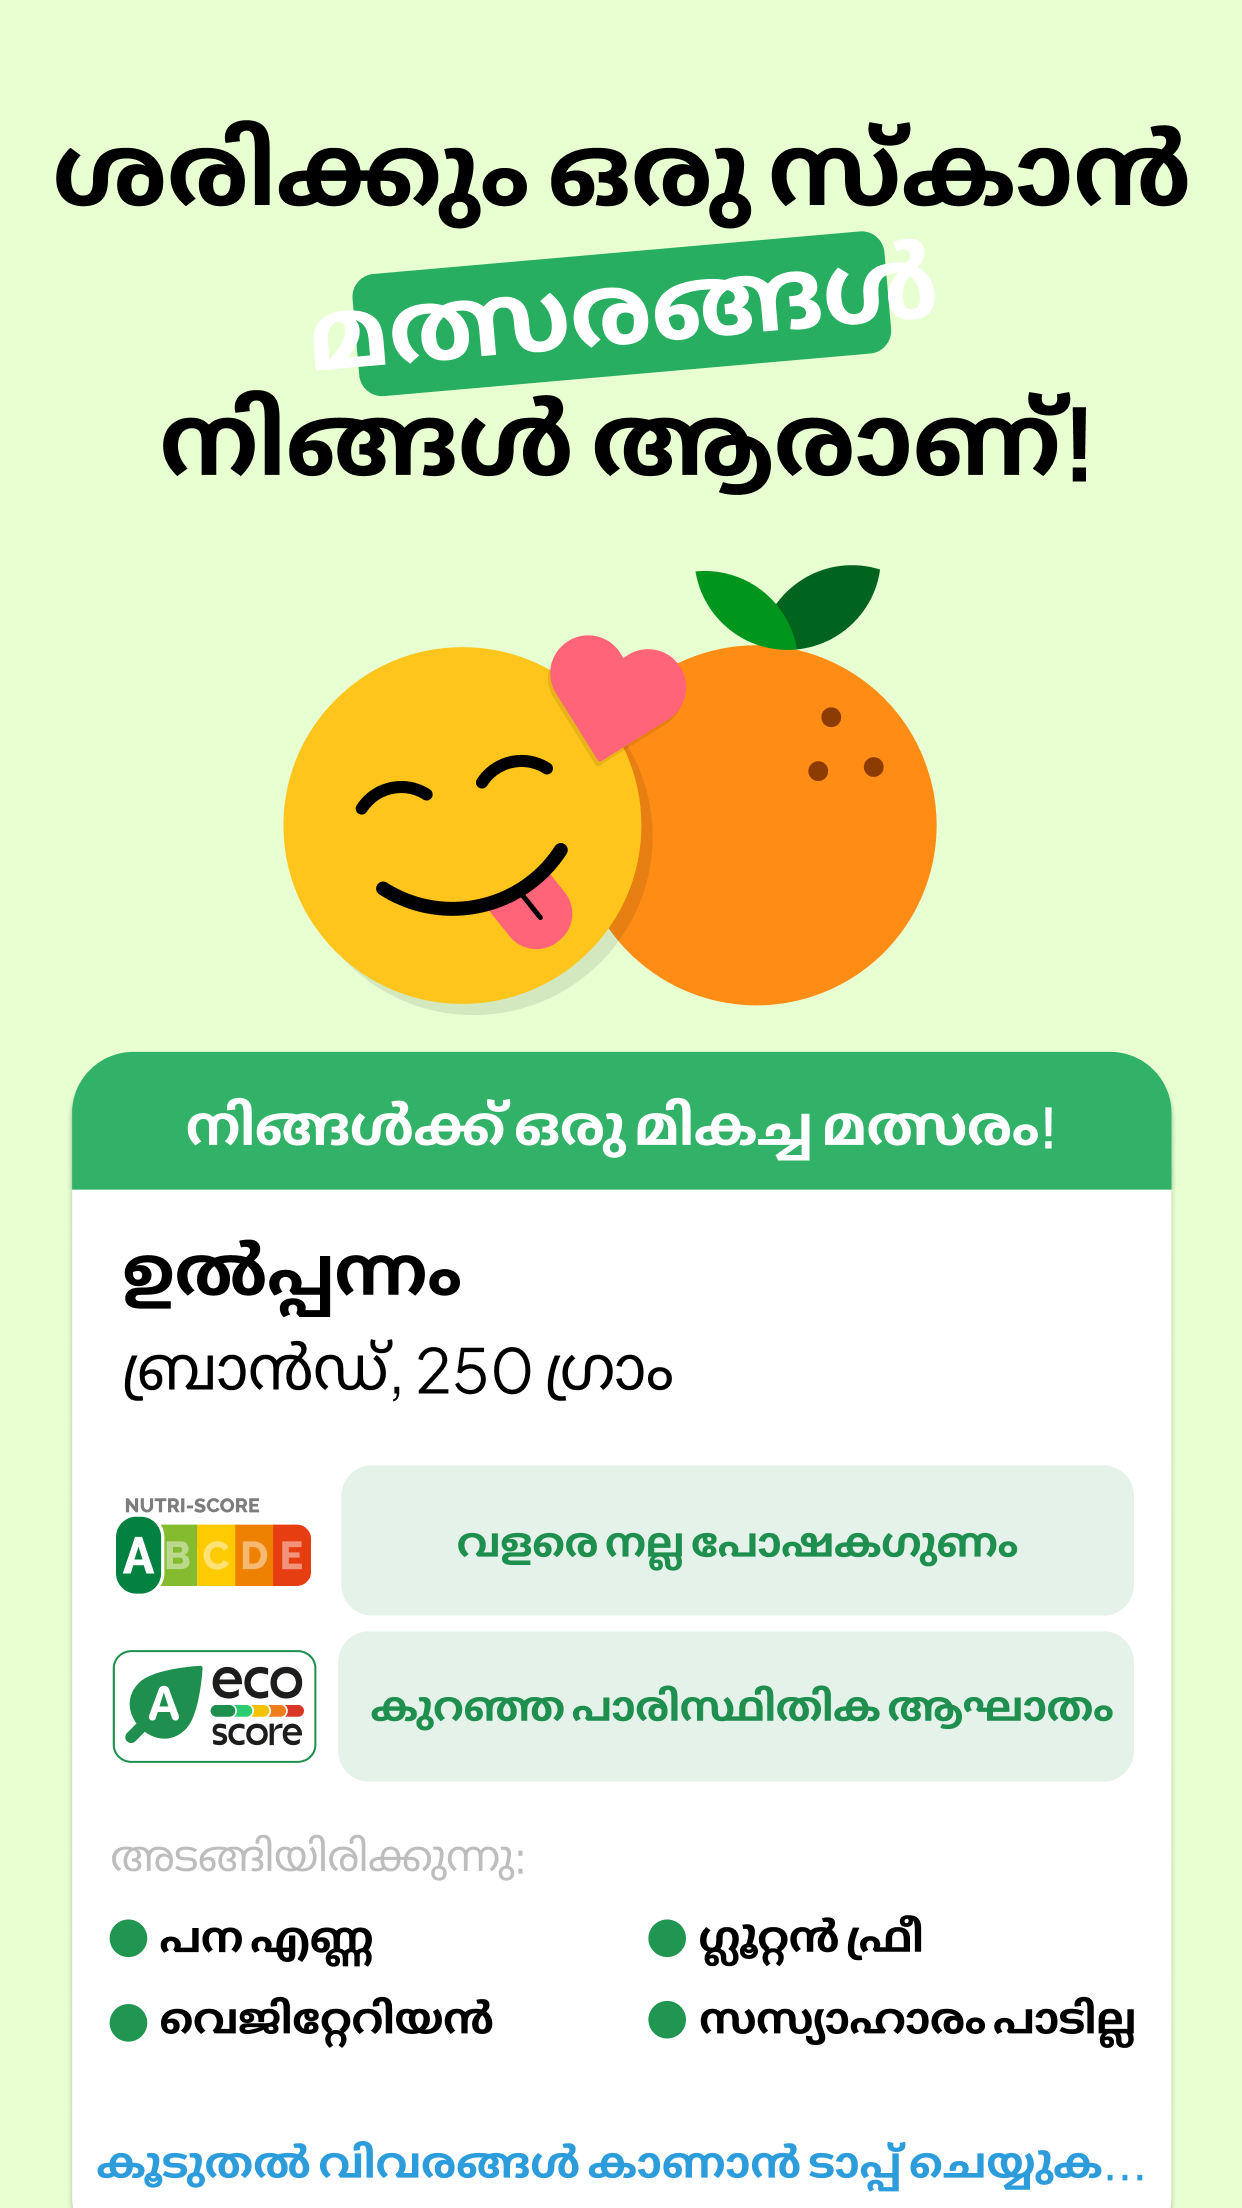 ശരിക്കും ഒരു സ്കാൻ
മത്സരങ്ങൾ
നിങ്ങൾ ആരാണ്!
നിങ്ങൾക്ക് ഒരു മികച്ച മത്സരം!
ഉൽപ്പന്നം
ബ്രാൻഡ്, 250 ഗ്രാം
NUTRI-SCORE
A B C D E
വളരെ നല്ല പോഷകഗുണം
A eco
score
കുറഞ്ഞ പാരിസ്ഥിതിക ആഘാതം
അടങ്ങിയിരിക്കുന്നു:
പന എണ്ണ
ഗ്ലൂറ്റൻ ഫ്രീ
വെജിറ്റേറിയൻ
സസ്യാഹാരം പാടില്ല
കൂടുതൽ വിവരങ്ങൾ കാണാൻ ടാപ്പ് ചെയ്യുക...